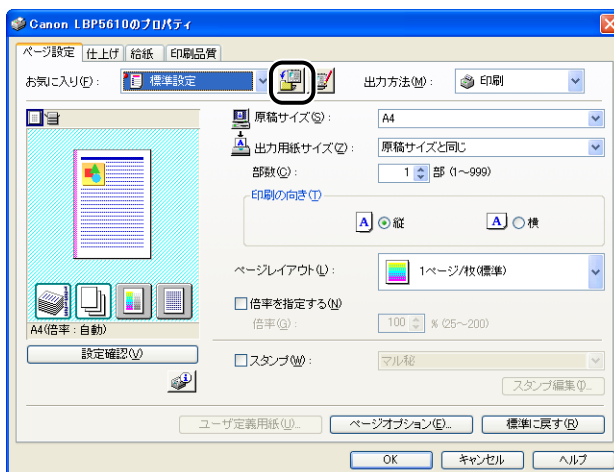 Canon LBP5610のプロパティ
ページ設定 仕上げ 給紙 印刷品質
お気に入り(F): 標準設定 出力方法(M): 印刷
原稿サイズ(S): A4
出力用紙サイズ(Z): 原稿サイズと同じ
部数(C): 1 部 (1～999)
印刷の向き(T)
A 縦 A 横
ページレイアウト(L): 1ページ/枚(標準)
倍率を指定する(N)
倍率(G): 100 % (25～200)
A4(倍率:自動)
設定確認(V)
スタンプ(W): マル秘
スタンプ編集(I)...
ユーザ定義用紙(U)... ページオプション(E)... 標準に戻す(R)
OK キャンセル ヘルプ